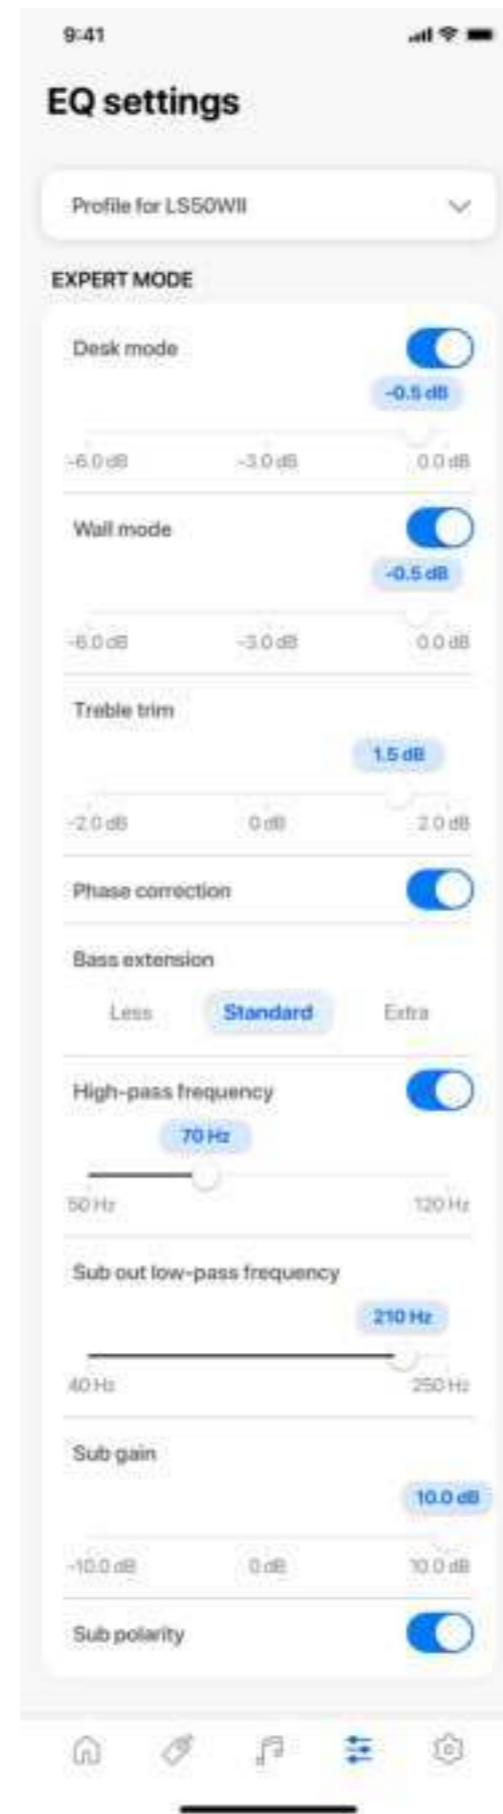 9:41
EQ settings
Profile for LS50WII
EXPERT MODE
Desk mode
-0.5 dB
-6.0 dB -3.0 dB 0.0 dB
Wall mode
-0.5 dB
-6.0 dB -3.0 dB 0.0 dB
Treble trim
1.5 dB
-2.0 dB 0 dB 2.0 dB
Phase correction
Bass extension
Less Standard Extra
High-pass frequency
70 Hz
50 Hz 120 Hz
Sub out low-pass frequency
210 Hz
40 Hz 250 Hz
Sub gain
10.0 dB
-10.0 dB 0 dB 10.0 dB
Sub polarity